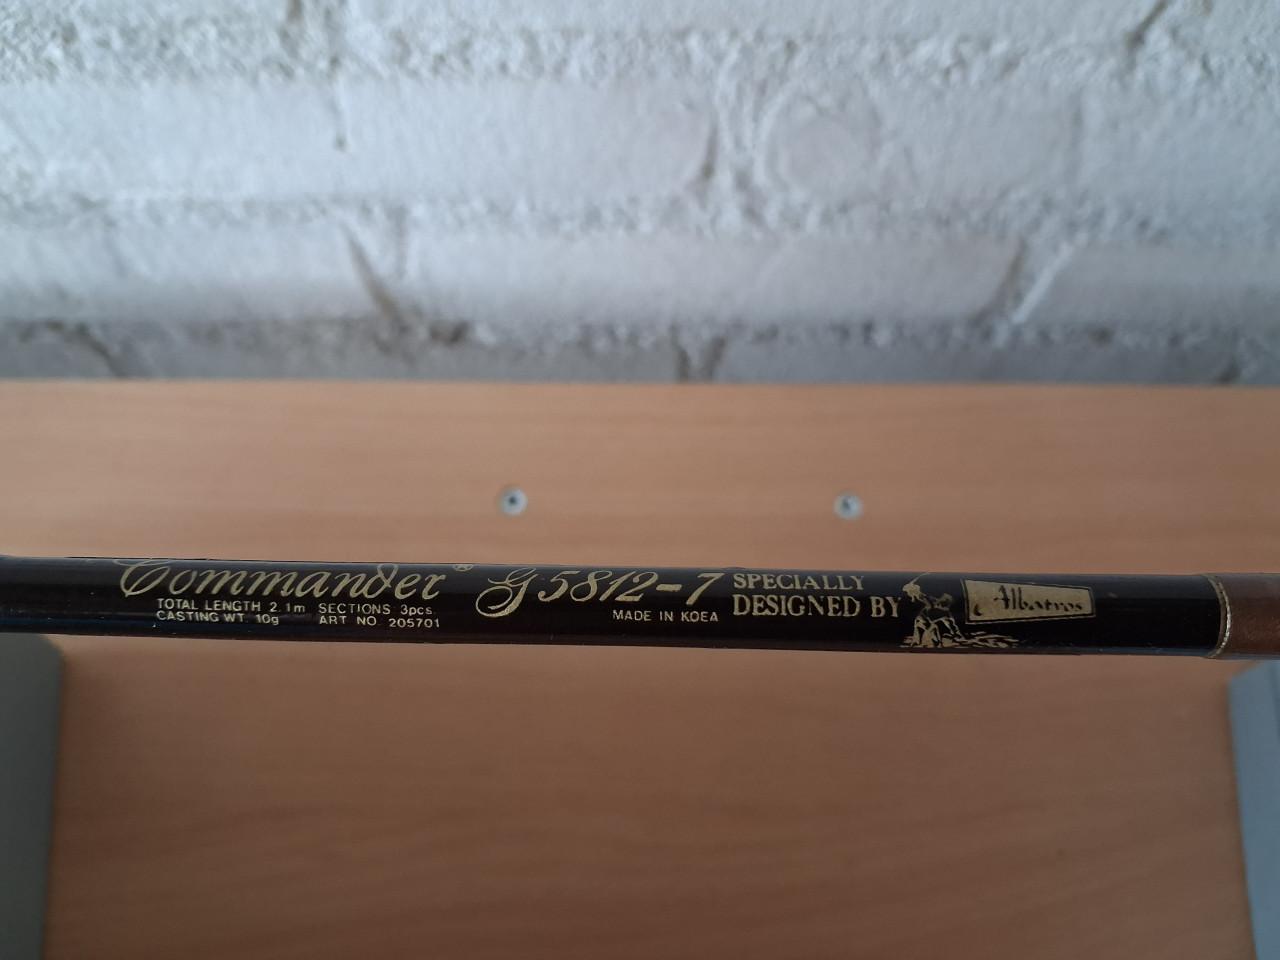 Commander® G5812-7
TOTAL LENGTH 2.1m SECTIONS 3pcs.
CASTING WT. 10g ART NO. 205701
MADE IN KOEA
SPECIALLY
DESIGNED BY
Albatros